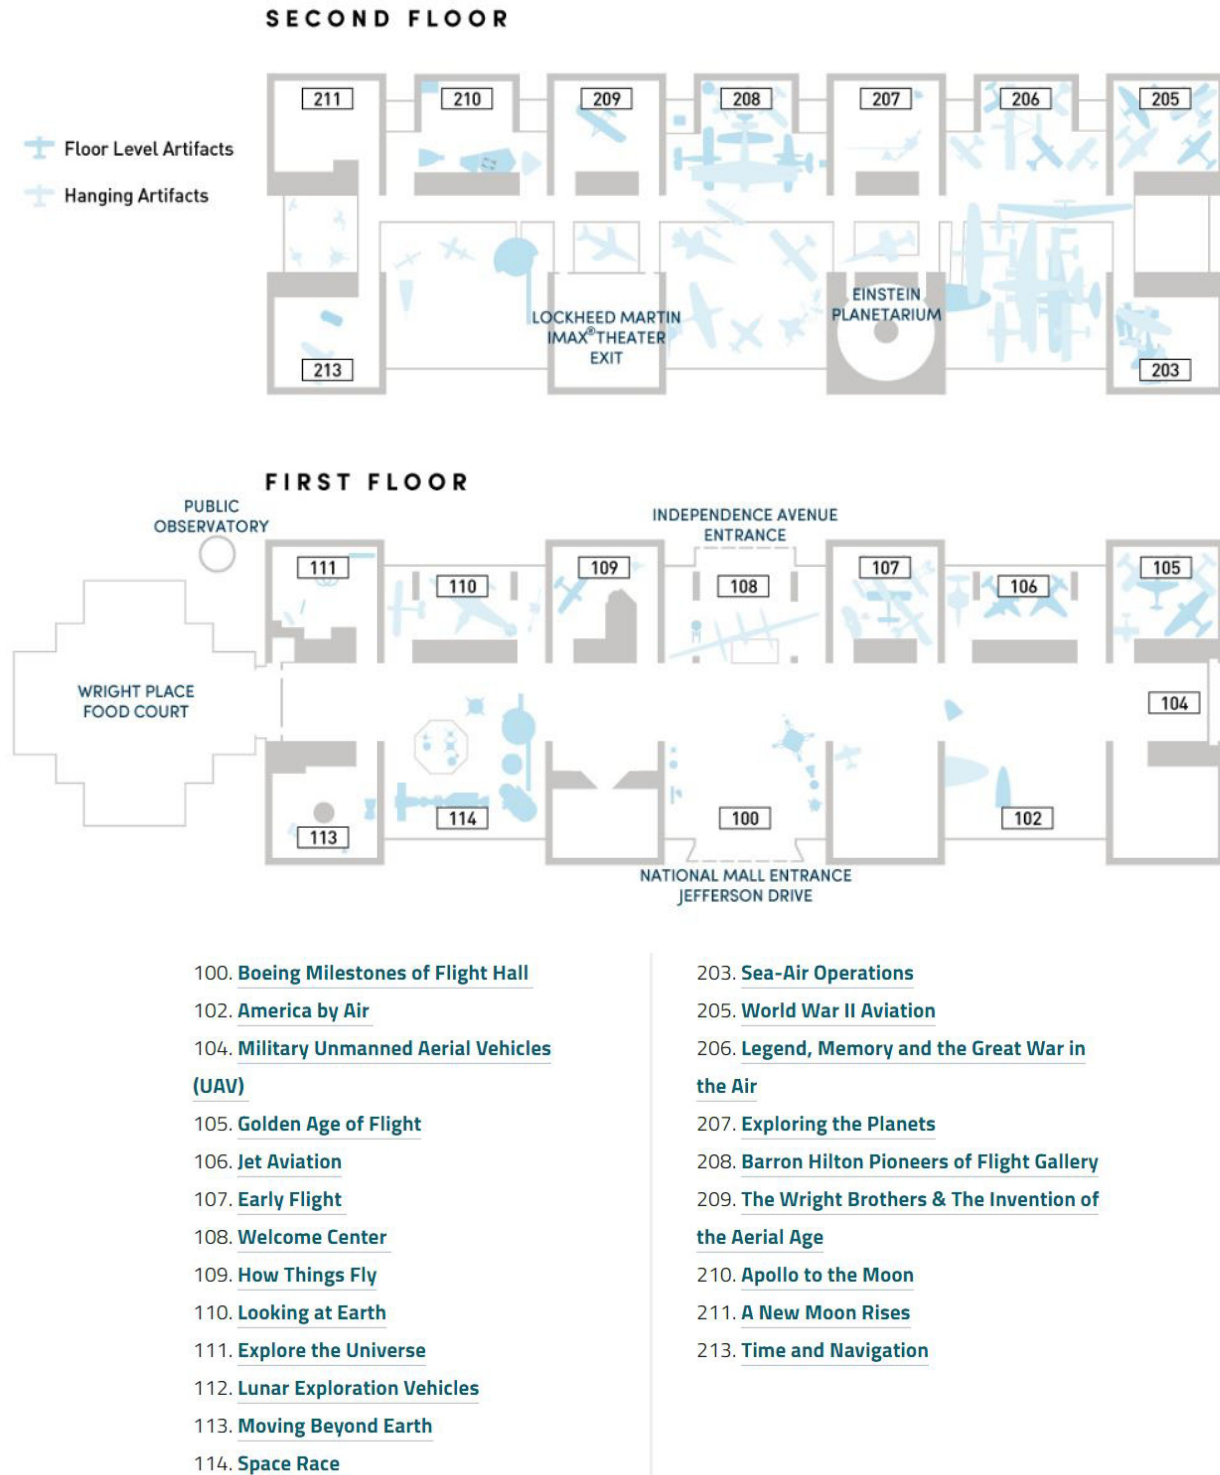 SECOND FLOOR
211
210
209
208
207
206
205
Floor Level Artifacts
Hanging Artifacts
LOCKHEED MARTIN
IMAX® THEATER
EXIT
EINSTEIN
PLANETARIUM
213
203
FIRST FLOOR
PUBLIC
OBSERVATORY
INDEPENDENCE AVENUE
ENTRANCE
111
110
109
108
107
106
105
WRIGHT PLACE
FOOD COURT
104
113
114
100
102
NATIONAL MALL ENTRANCE
JEFFERSON DRIVE
100. Boeing Milestones of Flight Hall
102. America by Air
104. Military Unmanned Aerial Vehicles
(UAV)
105. Golden Age of Flight
106. Jet Aviation
107. Early Flight
108. Welcome Center
109. How Things Fly
110. Looking at Earth
111. Explore the Universe
112. Lunar Exploration Vehicles
113. Moving Beyond Earth
114. Space Race
203. Sea-Air Operations
205. World War II Aviation
206. Legend, Memory and the Great War in
the Air
207. Exploring the Planets
208. Barron Hilton Pioneers of Flight Gallery
209. The Wright Brothers & The Invention of
the Aerial Age
210. Apollo to the Moon
211. A New Moon Rises
213. Time and Navigation